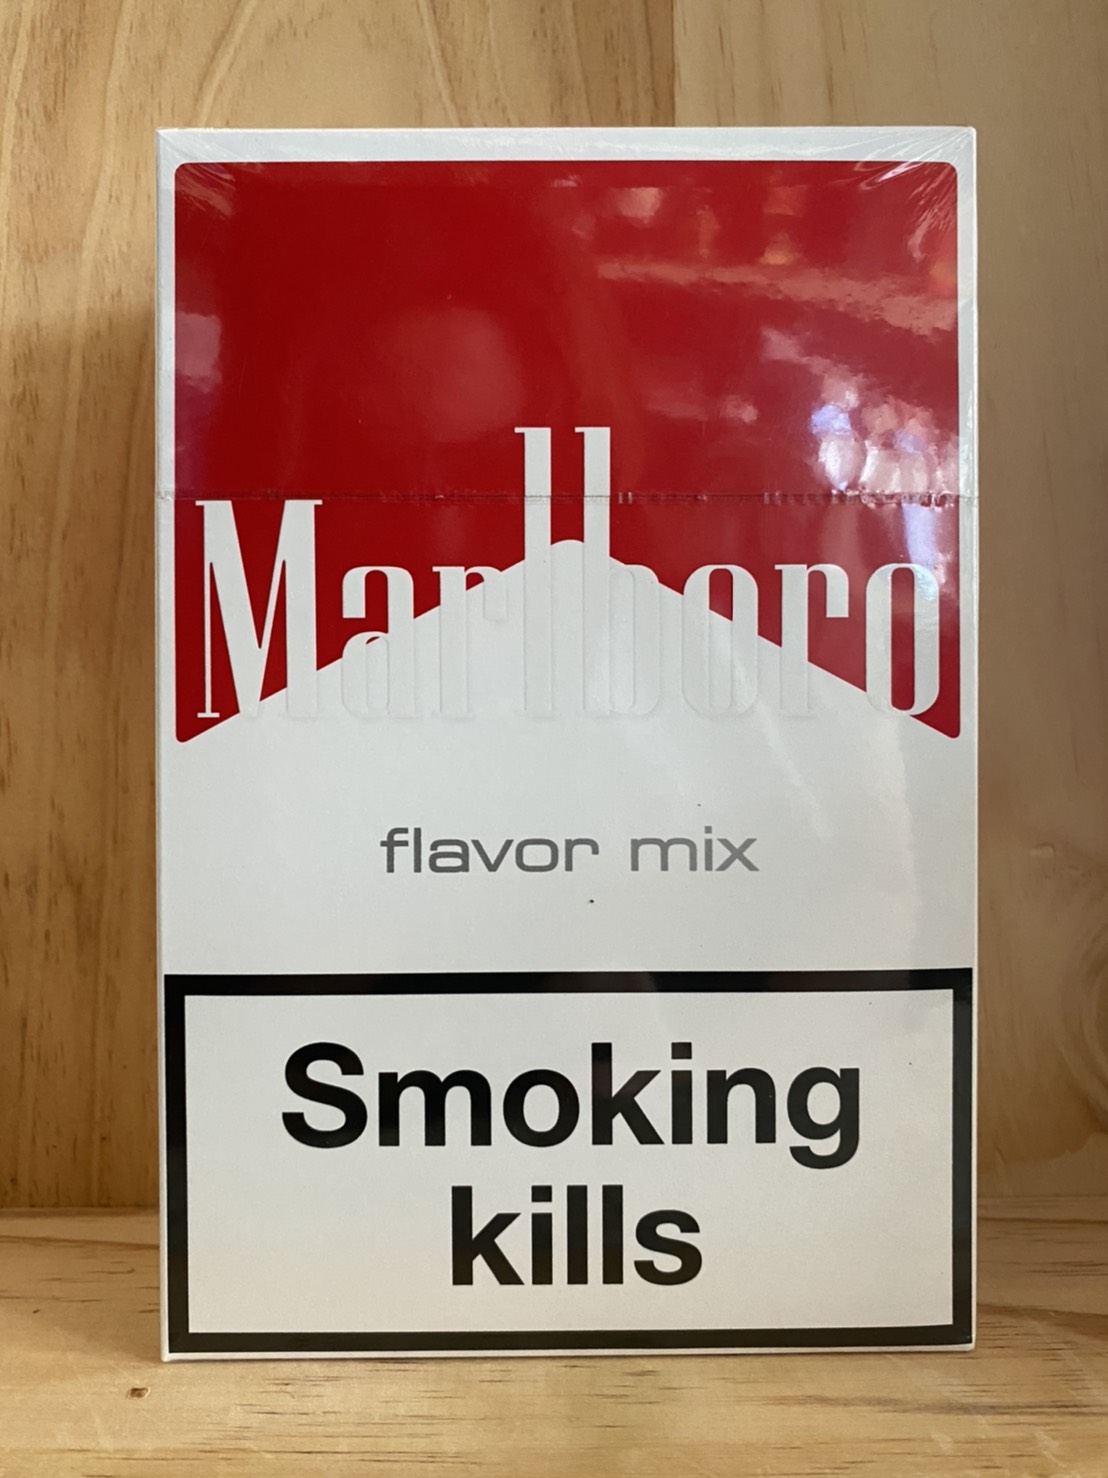 Marlboro
flavor mix
Smoking
kills